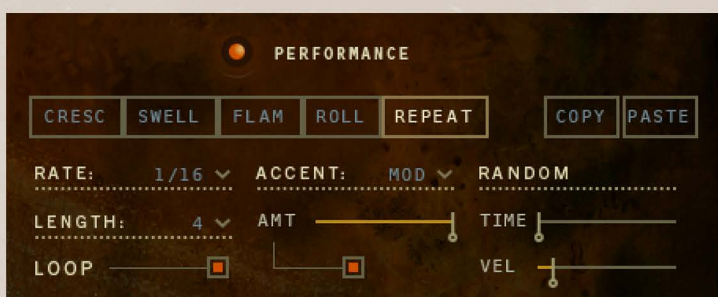 PERFORMANCE
CRESC SWELL FLAM ROLL REPEAT COPY PASTE
RATE: 1/16 ACCENT: MOD RANDOM
LENGTH: 4 AMT TIME
LOOP VEL